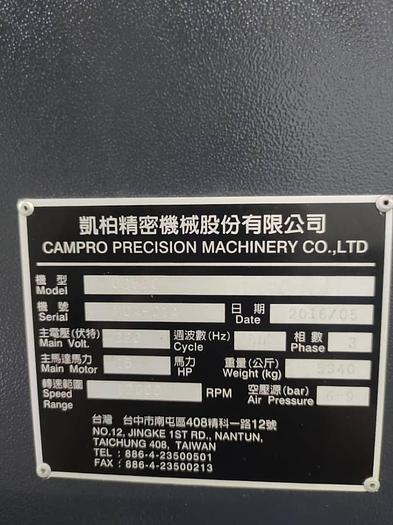 凱柏精密機械股份有限公司
CAMPRO PRECISION MACHINERY CO.,LTD
機型
Model
機號 日期 2016/05
Serial Date
主電壓(伏特) 週波數(Hz) 相數 3
Main Volt. Cycle Phase
主馬達馬力 馬力 重量(公斤)
Main Motor HP Weight (kg)
轉速範圍 12000 RPM 空壓源(bar) 6~9
Speed Range Air Pressure
台灣 台中市南屯區408精科一路12號
NO.12, JINGKE 1ST RD., NANTUN,
TAICHUNG 408, TAIWAN
TEL : 886-4-23500501
FAX : 886-4-23500213